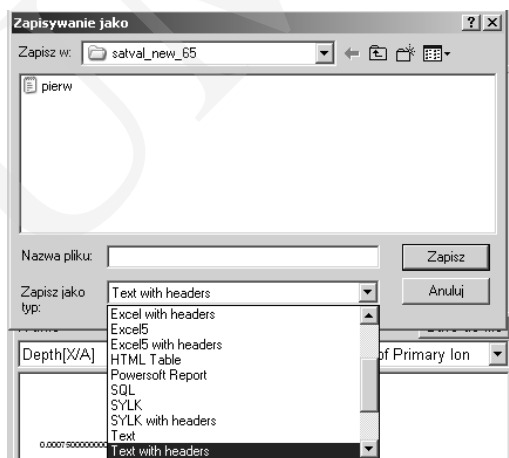 Zapisywanie jako
Zapisz w: satval_new_65
pierw
Nazwa pliku: Zapisz
Zapisz jako typ: Text with headers Anuluj
Excel with headers
Excel5
Excel5 with headers
HTML Table
Powersoft Report
SQL
SYLK
SYLK with headers
Text
Text with headers
Depth[X/A] of Primary Ion